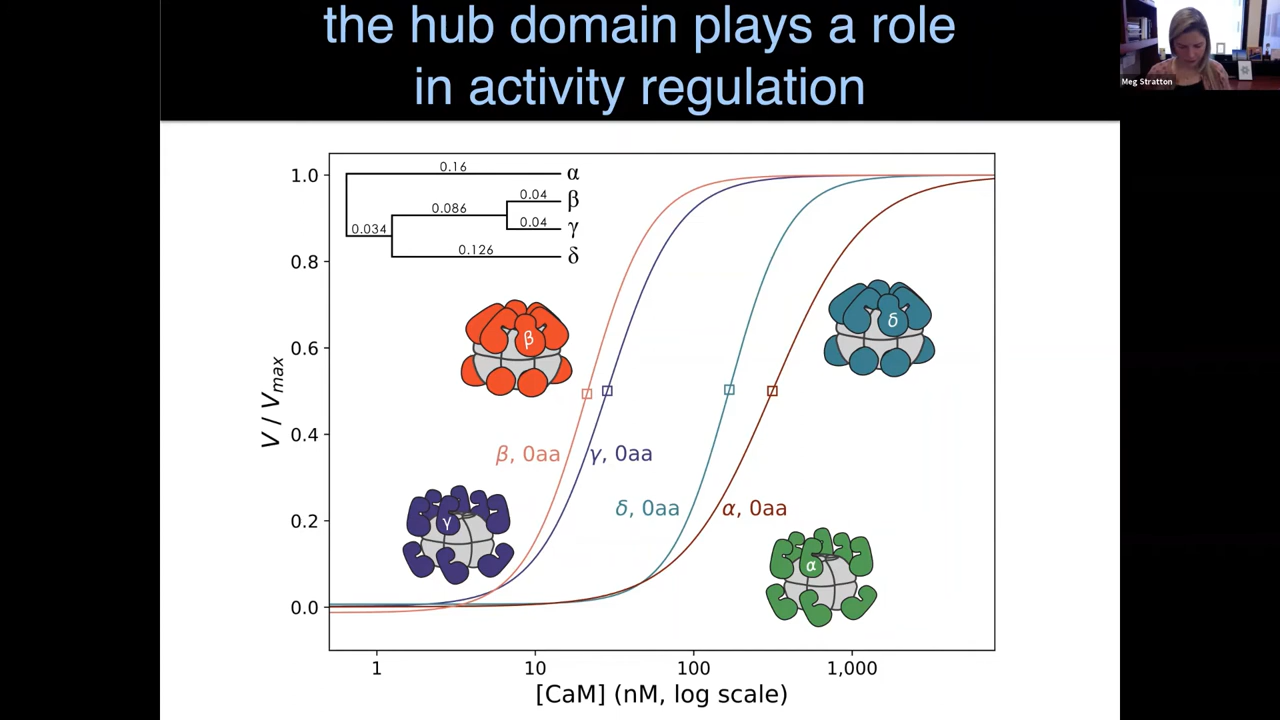 the hub domain plays a role
in activity regulation
Meg Stratton
1.0
0.8
0.6
0.4
0.2
0.0
V / Vmax
0.16
α
0.04
β
0.086
0.04
γ
0.034
0.126
δ
β
δ
β, 0aa
γ, 0aa
γ
δ, 0aa
α, 0aa
α
1
10
100
1,000
[CaM] (nM, log scale)